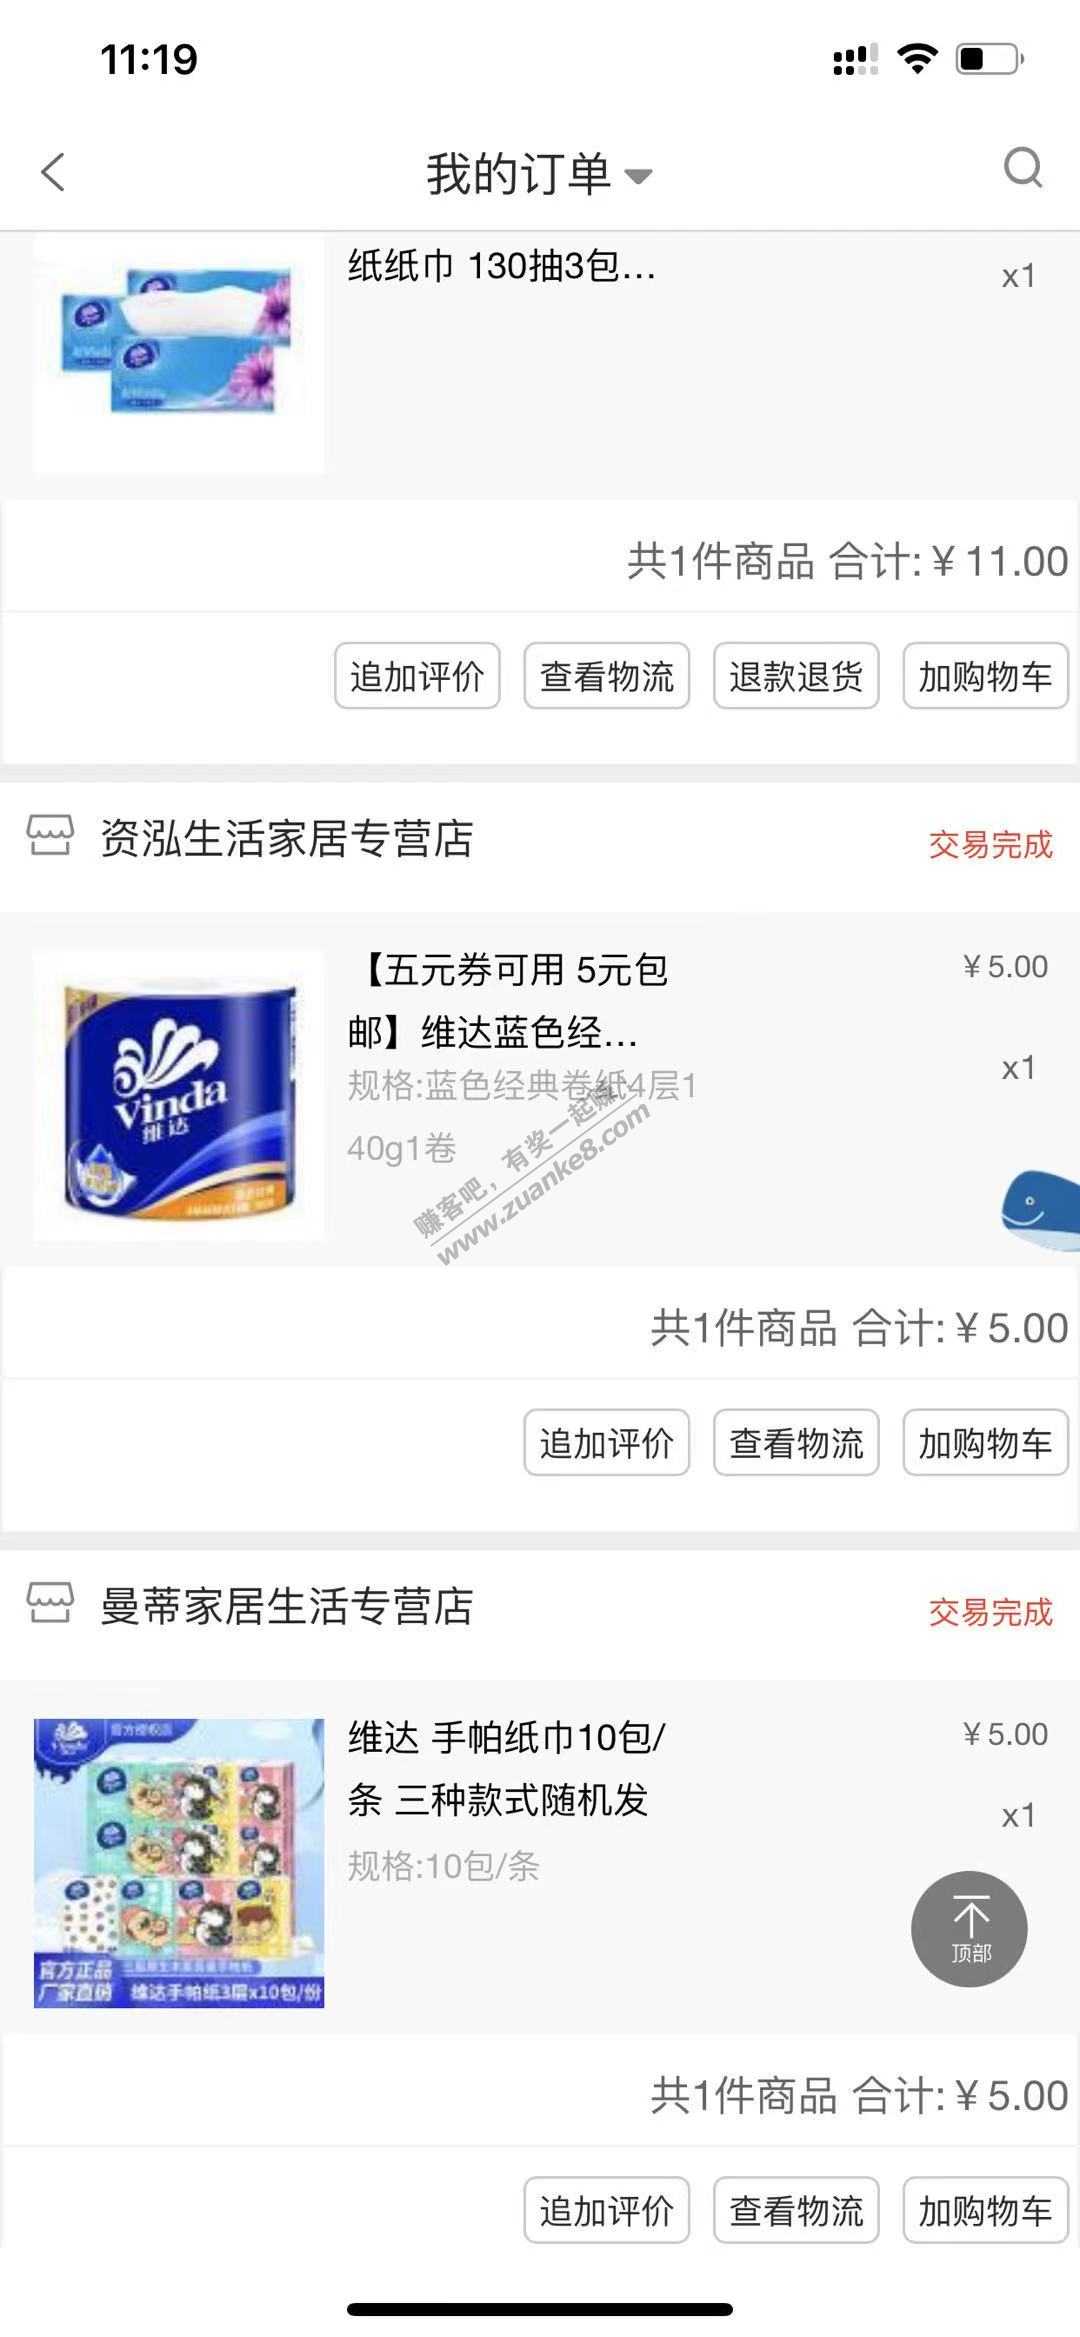 11:19
我的订单
纸纸巾 130抽3包...
x1
共1件商品 合计:¥11.00
追加评价
查看物流
退款退货
加购物车
资泓生活家居专营店
交易完成
【五元券可用 5元包
¥5.00
邮】维达蓝色经...
规格:蓝色经典卷纸4层1
x1
40g1卷
Vinda
维达
赚客吧，有奖一起赚！
www.zuanke8.com
共1件商品 合计:¥5.00
追加评价
查看物流
加购物车
曼蒂家居生活专营店
交易完成
维达 手帕纸巾10包/
¥5.00
条 三种款式随机发
x1
规格:10包/条
顶部
官方正品
厂家直销
维达手帕纸3层x10包/份
共1件商品 合计:¥5.00
追加评价
查看物流
加购物车